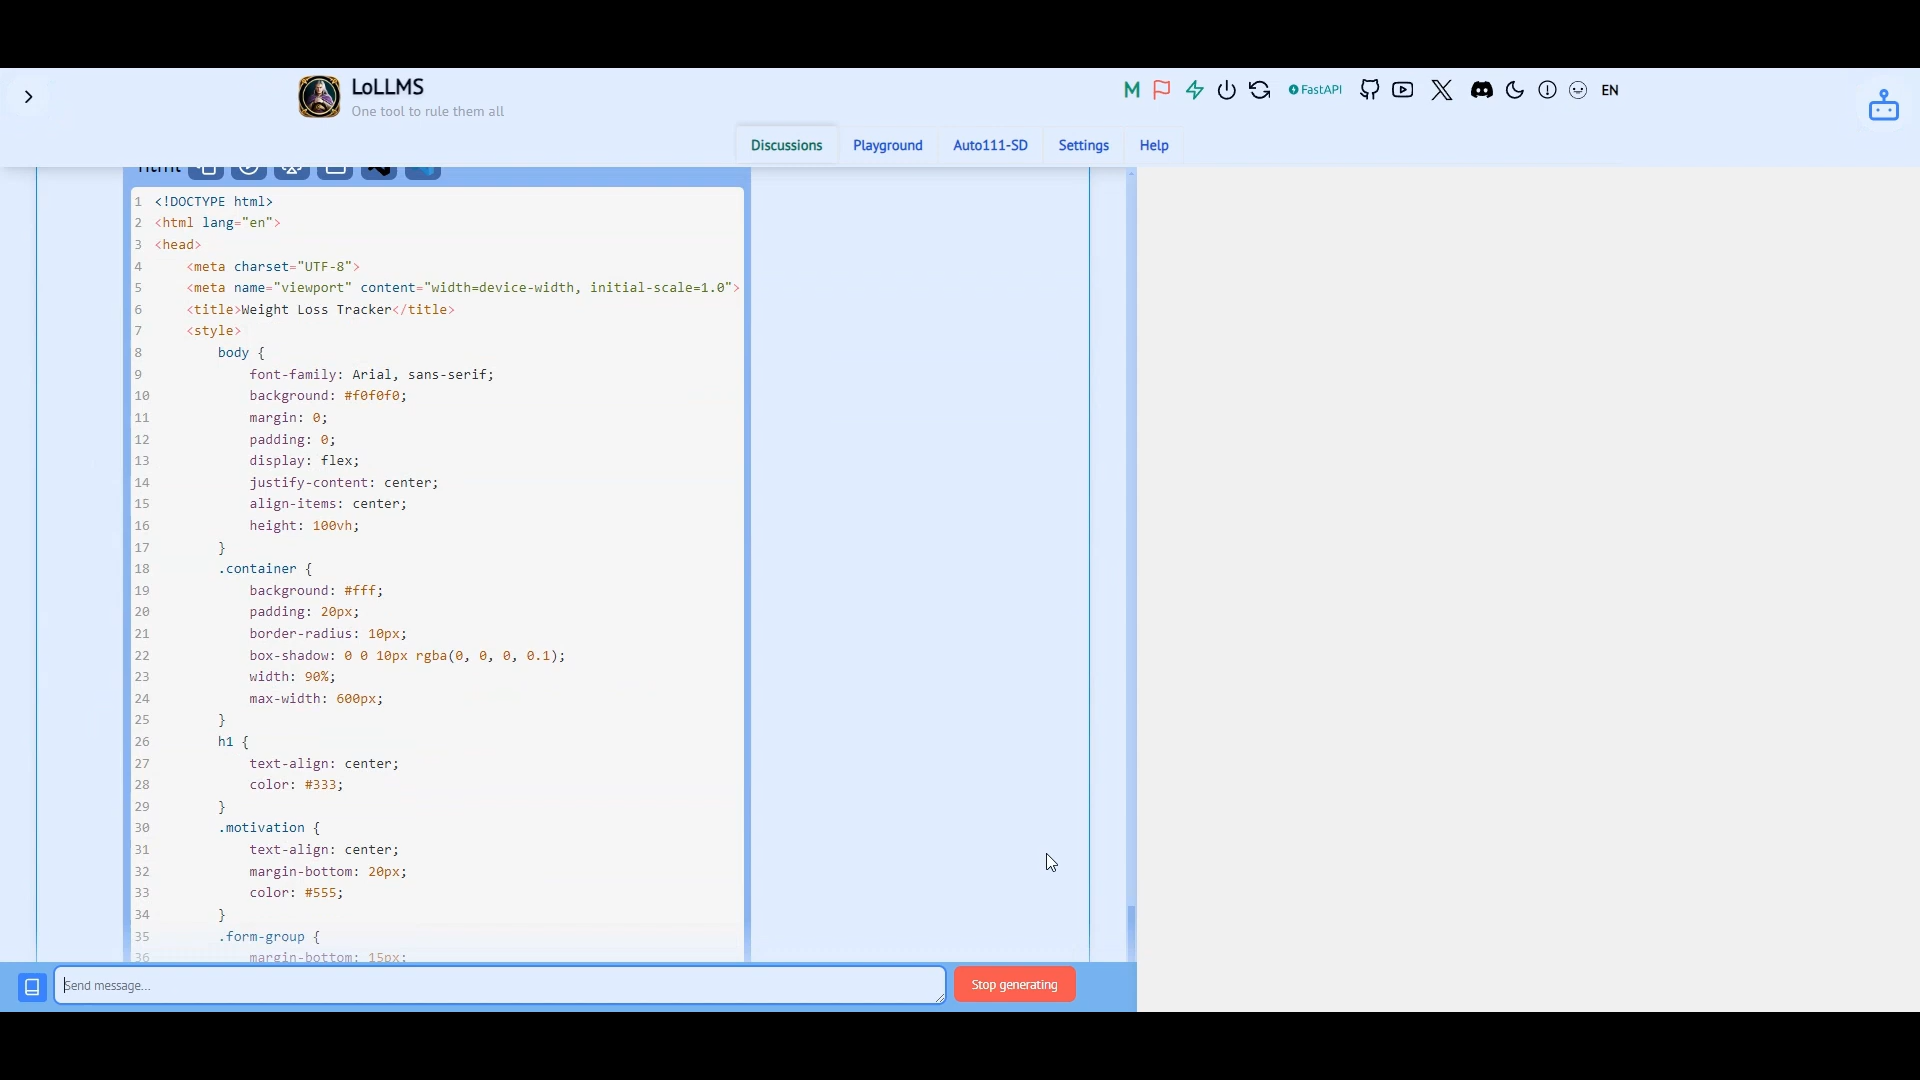 LoLLMS
One tool to rule them all
M
FastAPI
EN
Discussions
Playground
Auto111-SD
Settings
Help
1 <!DOCTYPE html>
2 <html lang="en">
3 <head>
4 <meta charset="UTF-8">
5 <meta name="viewport" content="width=device-width, initial-scale=1.0">
6 <title>Weight Loss Tracker</title>
7 <style>
8 body {
9 font-family: Arial, sans-serif;
10 background: #f0f0f0;
11 margin: 0;
12 padding: 0;
13 display: flex;
14 justify-content: center;
15 align-items: center;
16 height: 100vh;
17 }
18 .container {
19 background: #fff;
20 padding: 20px;
21 border-radius: 10px;
22 box-shadow: 0 0 10px rgba(0, 0, 0, 0.1);
23 width: 90%;
24 max-width: 600px;
25 }
26 h1 {
27 text-align: center;
28 color: #333;
29 }
30 .motivation {
31 text-align: center;
32 margin-bottom: 20px;
33 color: #555;
34 }
35 .form-group {
36 margin-bottom: 15px;
Send message...
Stop generating